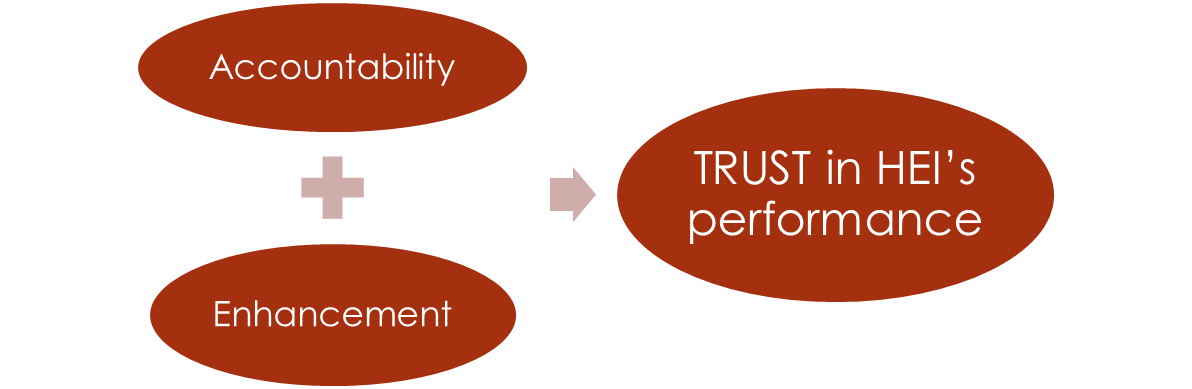 Accountability
Enhancement
TRUST in HEI’s
performance